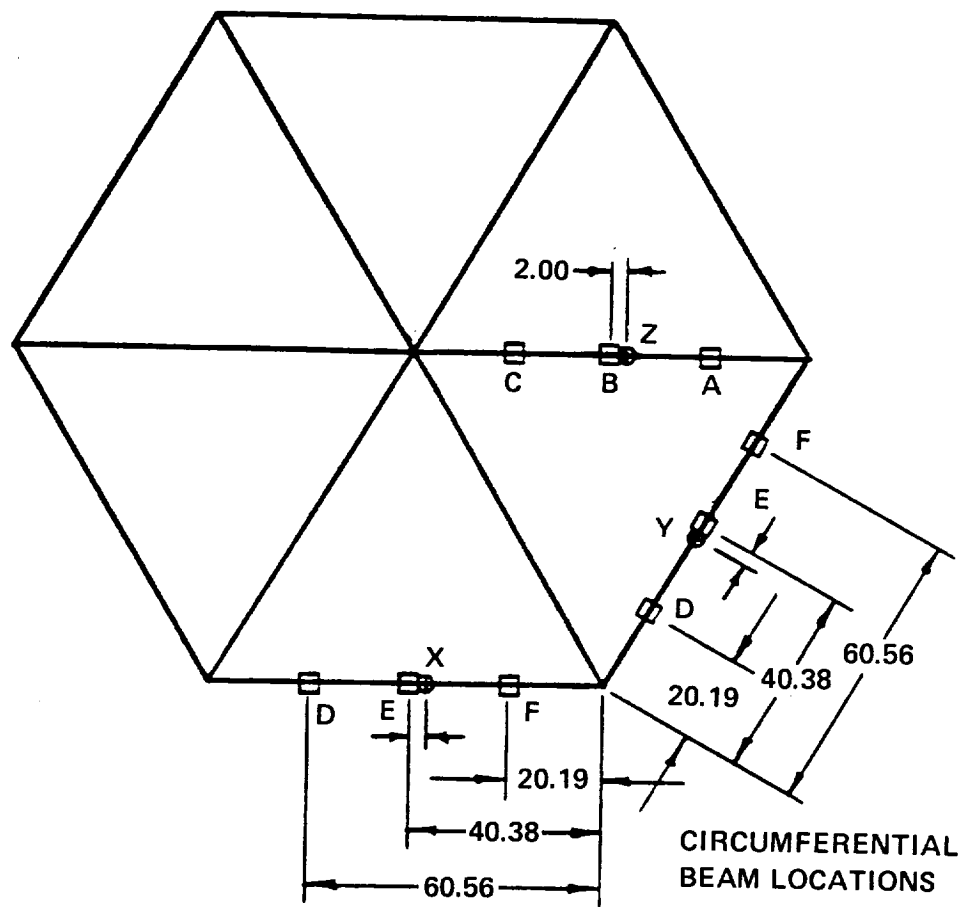 2.00
Z
C
B
A
F
E
Y
D
60.56
40.38
20.19
X
D
E
F
20.19
40.38
60.56
CIRCUMFERENTIAL
BEAM LOCATIONS